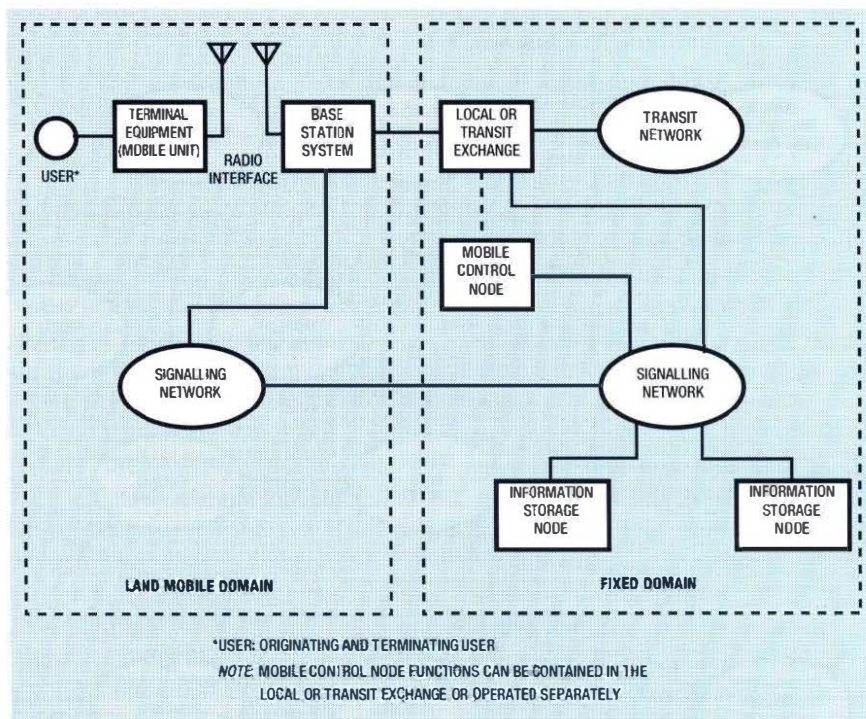 TERMINAL
EQUIPMENT
(MOBILE UNIT)
BASE
STATION
SYSTEM
LOCAL OR
TRANSIT
EXCHANGE
TRANSIT
NETWORK
USER*
RADIO
INTERFACE
MOBILE
CONTROL
NODE
SIGNALLING
NETWORK
SIGNALLING
NETWORK
INFORMATION
STORAGE
NODE
INFORMATION
STORAGE
NODE
LAND MOBILE DOMAIN
FIXED DOMAIN
*USER: ORIGINATING AND TERMINATING USER
NOTE: MOBILE CONTROL NODE FUNCTIONS CAN BE CONTAINED IN THE
LOCAL OR TRANSIT EXCHANGE OR OPERATED SEPARATELY